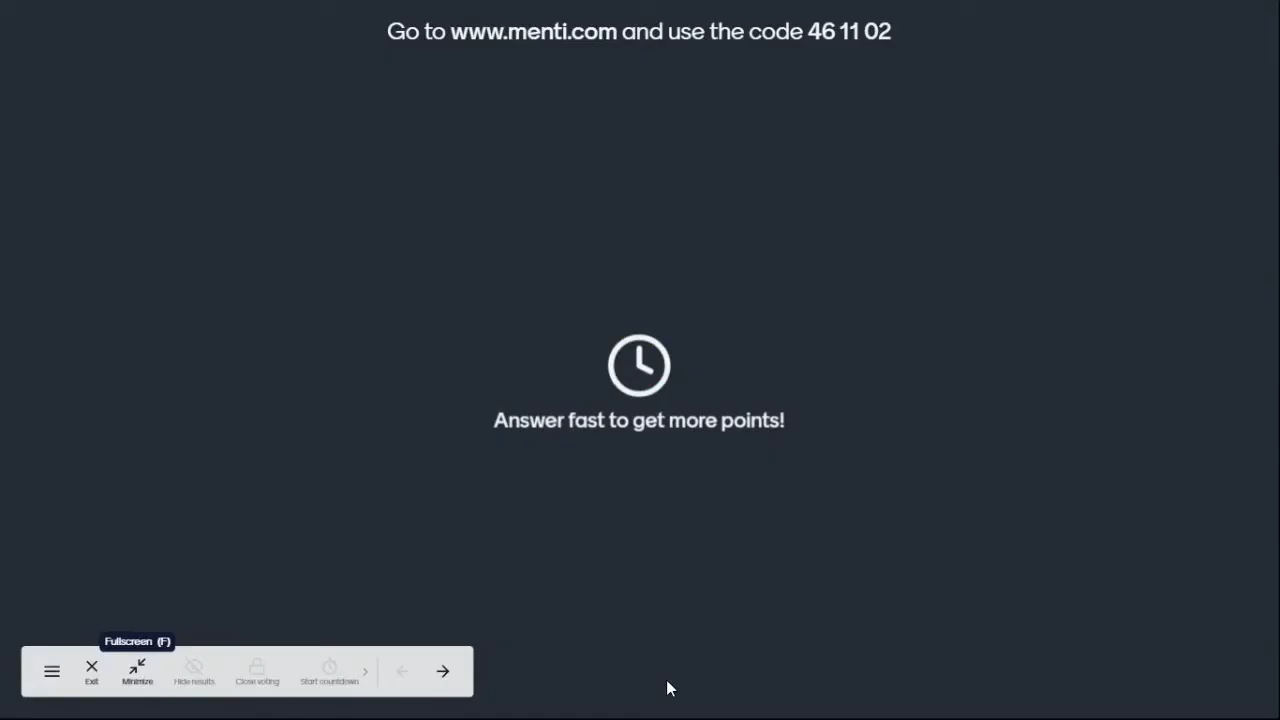 Go to www.menti.com and use the code 46 11 02
Answer fast to get more points!
Fullscreen (F)
Exit
Minimize
Hide results
Close voting
Start countdown